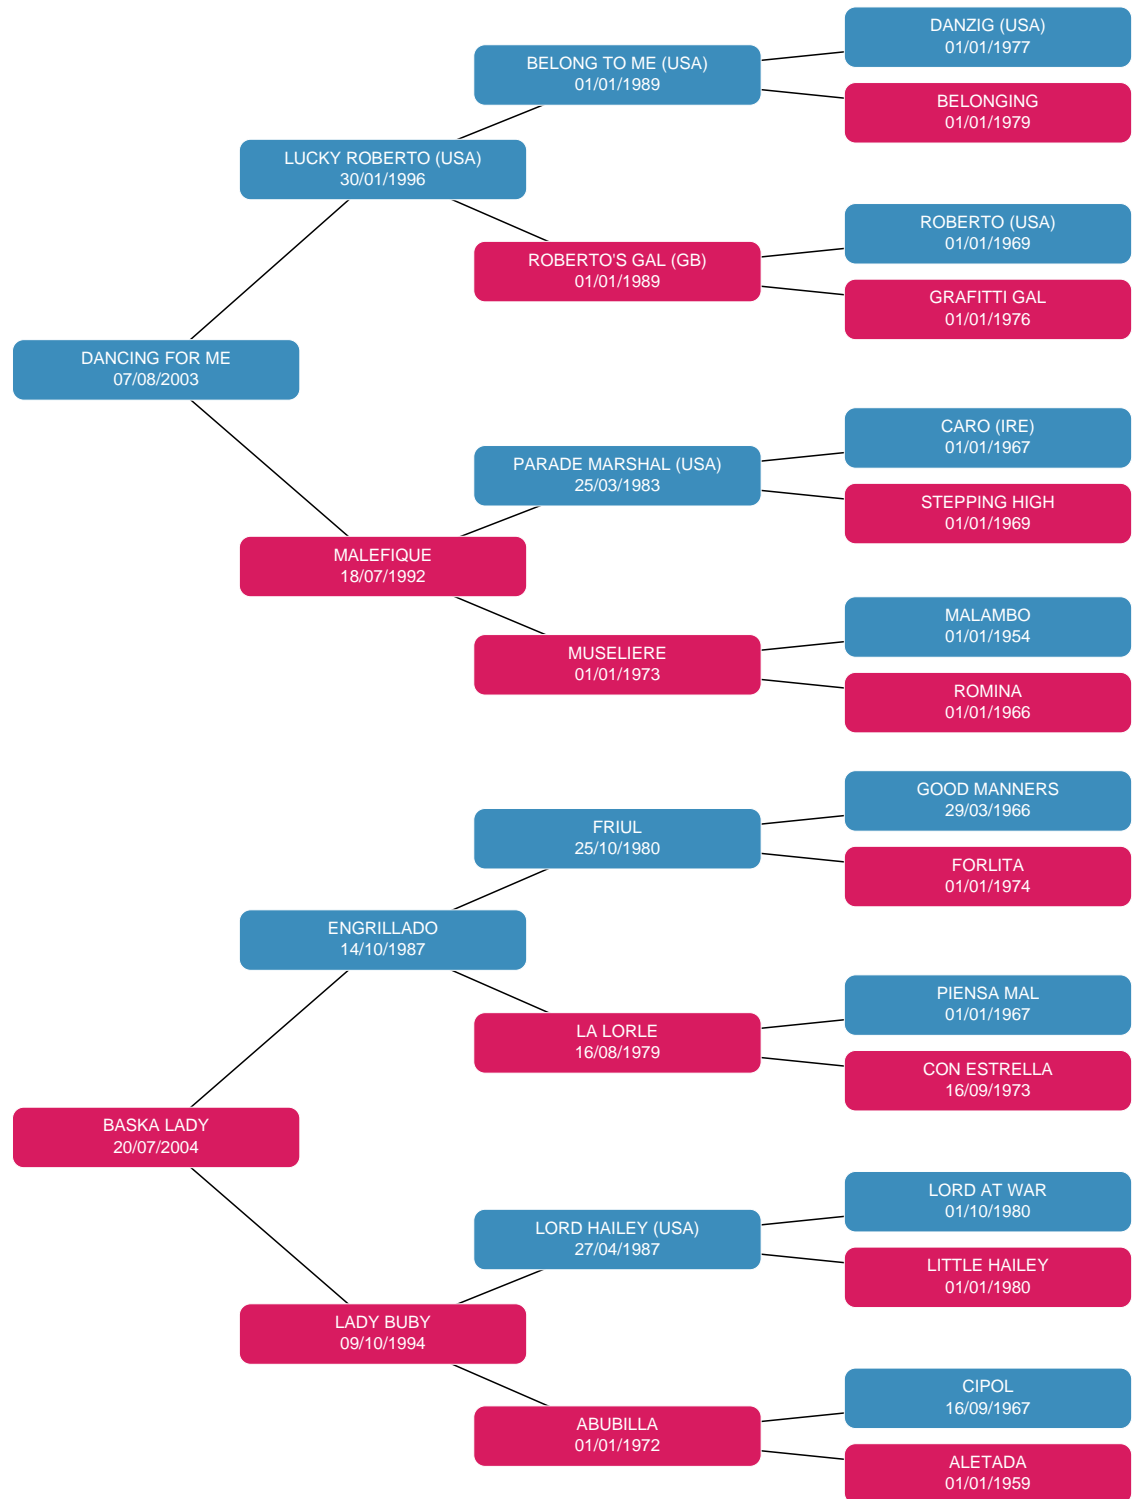 DANZIG (USA)
01/01/1977
BELONG TO ME (USA)
01/01/1989
BELONGING
01/01/1979
LUCKY ROBERTO (USA)
30/01/1996
ROBERTO (USA)
01/01/1969
ROBERTO'S GAL (GB)
01/01/1989
GRAFITTI GAL
01/01/1976
DANCING FOR ME
07/08/2003
CARO (IRE)
01/01/1967
PARADE MARSHAL (USA)
25/03/1983
STEPPING HIGH
01/01/1969
MALEFIQUE
18/07/1992
MALAMBO
01/01/1954
MUSELIERE
01/01/1973
ROMINA
01/01/1966
GOOD MANNERS
29/03/1966
FRIUL
25/10/1980
FORLITA
01/01/1974
ENGRILLADO
14/10/1987
PIENSA MAL
01/01/1967
LA LORLE
16/08/1979
CON ESTRELLA
16/09/1973
BASKA LADY
20/07/2004
LORD AT WAR
01/10/1980
LORD HAILEY (USA)
27/04/1987
LITTLE HAILEY
01/01/1980
LADY BUBY
09/10/1994
CIPOL
16/09/1967
ABUBILLA
01/01/1972
ALETADA
01/01/1959